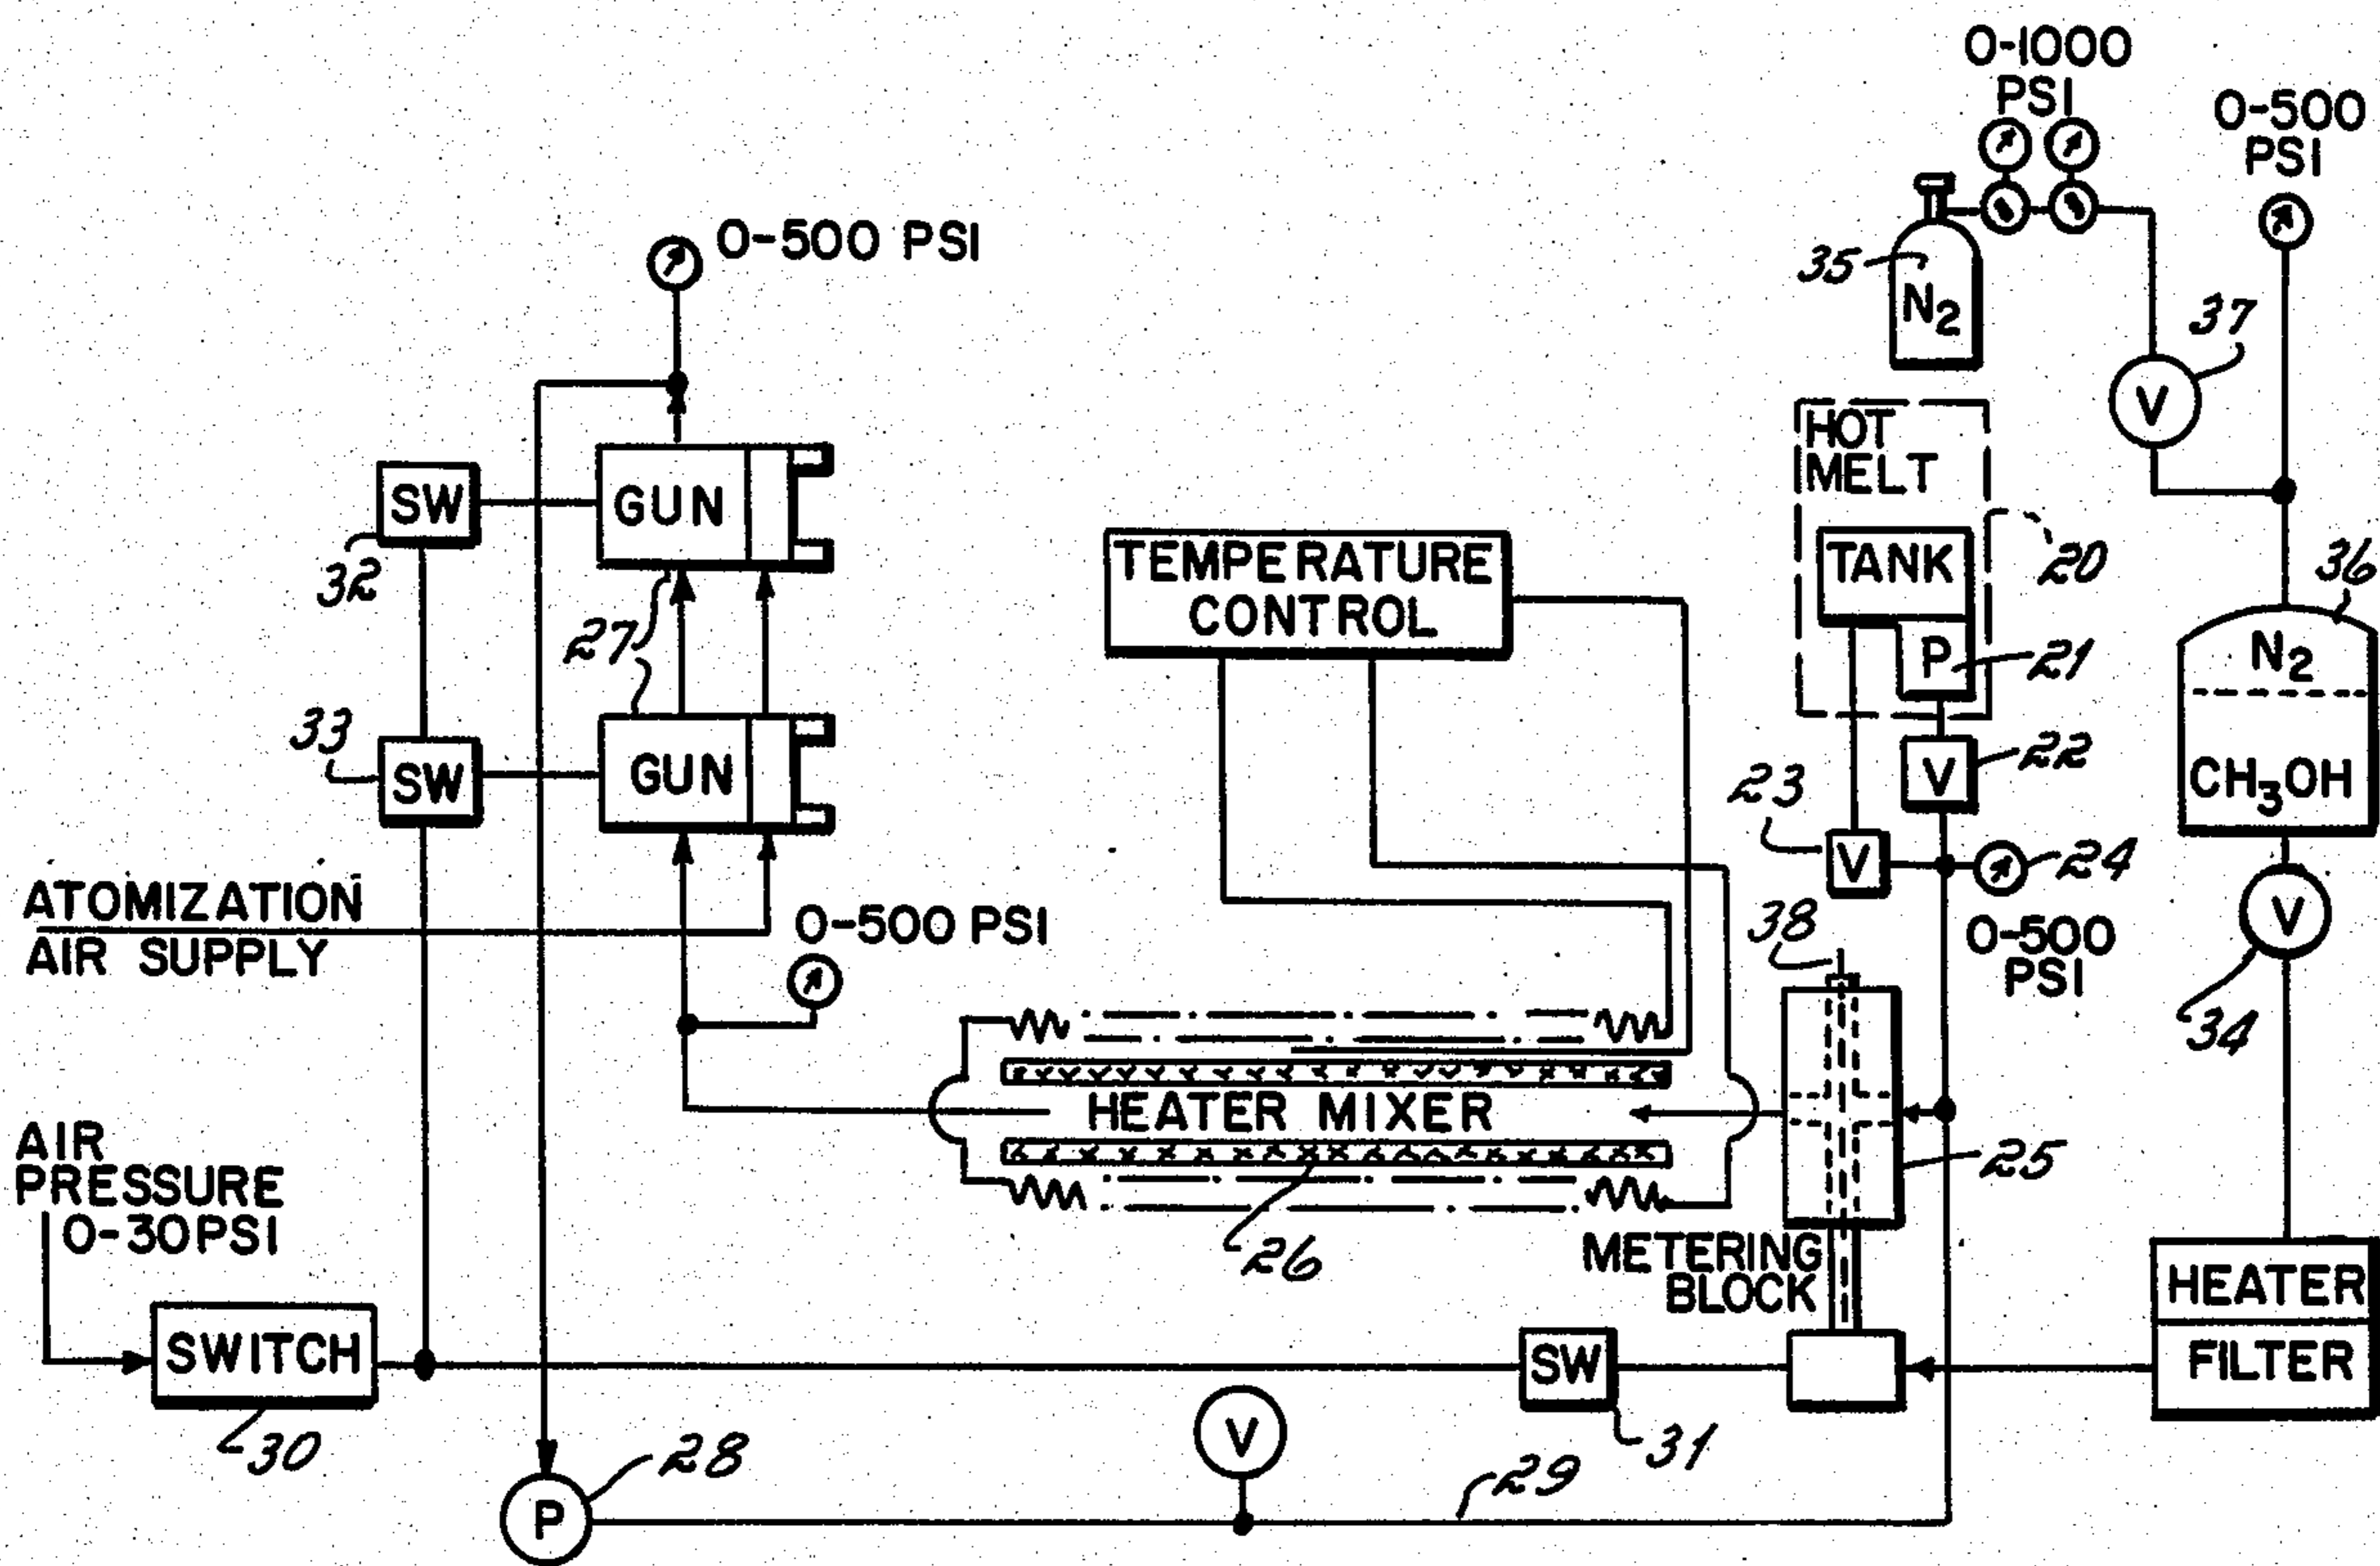 0-1000
PSI
0-500
PSI
35
N2
37
V
0-500 PSI
HOT
MELT
TANK
P
20
21
36
N2
CH3OH
SW
32
GUN
27
TEMPERATURE
CONTROL
33
SW
GUN
V
22
23
V
24
0-500
PSI
V
34
ATOMIZATION
AIR SUPPLY
0-500 PSI
38
HEATER MIXER
26
25
METERING
BLOCK
AIR
PRESSURE
0-30PSI
SWITCH
30
SW
31
HEATER
FILTER
V
P
28
29